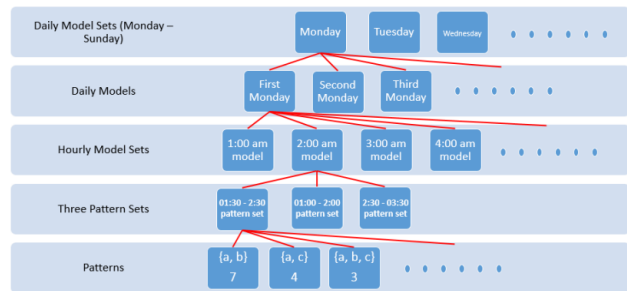 Daily Model Sets (Monday –
Sunday)
Monday
Tuesday
Wednesday
Daily Models
First
Monday
Second
Monday
Third
Monday
Hourly Model Sets
1:00 am
model
2:00 am
model
3:00 am
model
4:00 am
model
Three Pattern Sets
01:30 - 2:30
pattern set
01:00 - 2:00
pattern set
2:30 - 03:30
pattern set
Patterns
{a, b}
7
{a, c}
4
{a, b, c}
3